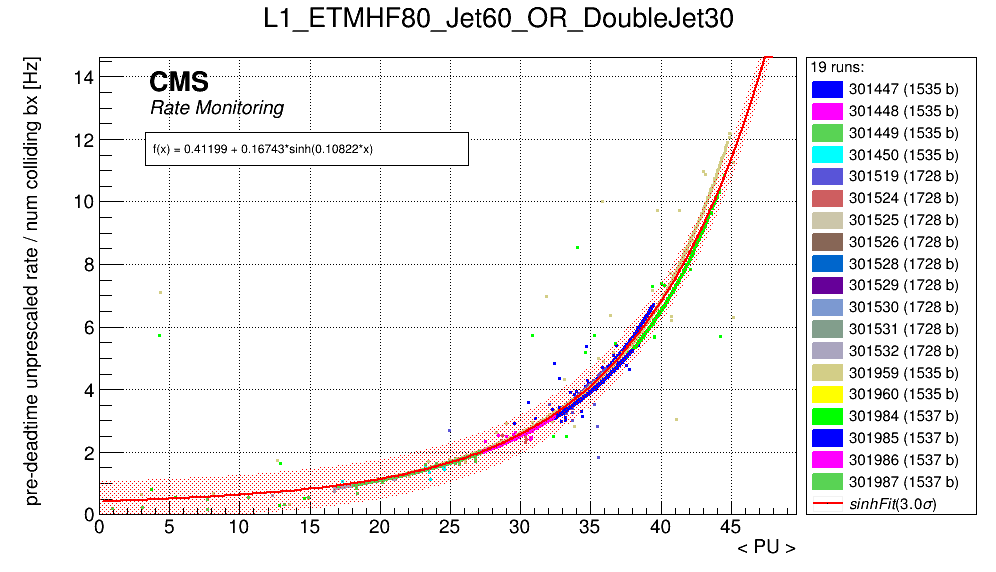 L1_ETMHF80_Jet60_OR_DoubleJet30
pre-deadtime unprescaled rate / num colliding bx [Hz]
CMS
Rate Monitoring
f(x) = 0.41199 + 0.16743*sinh(0.10822*x)
14
12
10
8
6
4
2
0
0 5 10 15 20 25 30 35 40 45
< PU >
19 runs:
301447 (1535 b)
301448 (1535 b)
301449 (1535 b)
301450 (1535 b)
301519 (1728 b)
301524 (1728 b)
301525 (1728 b)
301526 (1728 b)
301528 (1728 b)
301529 (1728 b)
301530 (1728 b)
301531 (1728 b)
301532 (1728 b)
301959 (1535 b)
301960 (1535 b)
301984 (1537 b)
301985 (1537 b)
301986 (1537 b)
301987 (1537 b)
sinhFit(3.0σ)